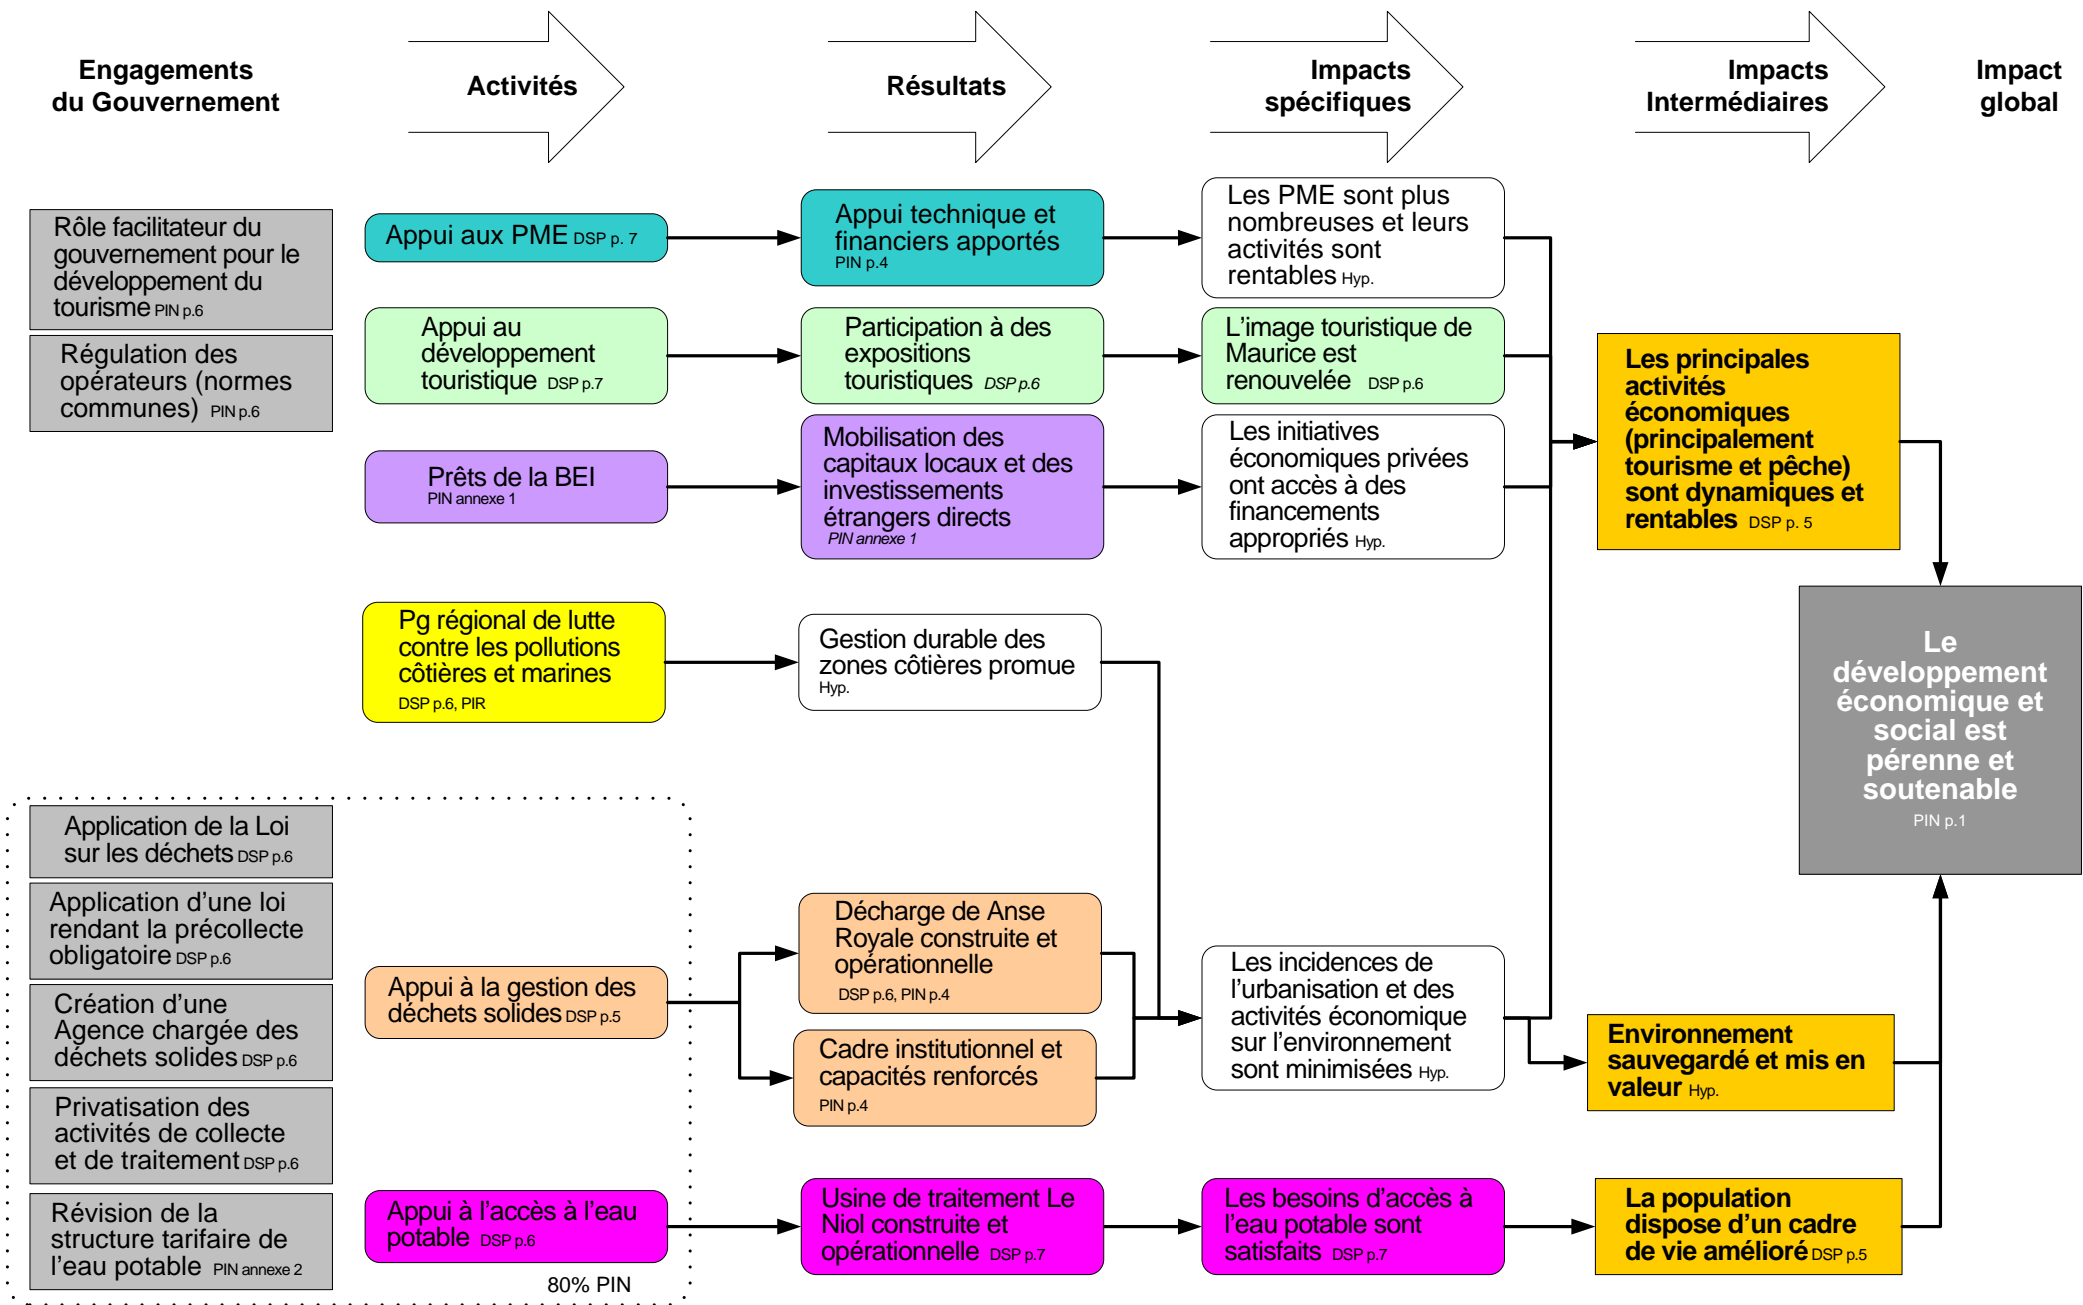 Engagements
du Gouvernement
Activités
Résultats
Impacts
spécifiques
Impacts
Intermédiaires
Impact
global
Rôle facilitateur du
gouvernement pour le
développement du
tourisme PIN p.6
Régulation des
opérateurs (normes
communes) PIN p.6
Appui aux PME DSP p. 7
Appui technique et
financiers apportés
PIN p.4
Les PME sont plus
nombreuses et leurs
activités sont
rentables Hyp.
Appui au
développement
touristique DSP p.7
Participation à des
expositions
touristiques DSP p.6
L'image touristique de
Maurice est
renouvelée DSP p.6
Prêts de la BEI
PIN annexe 1
Mobilisation des
capitaux locaux et des
investissements
étrangers directs
PIN annexe 1
Les initiatives
économiques privées
ont accès à des
financements
appropriés Hyp.
Les principales
activités
économiques
(principalement
tourisme et pêche)
sont dynamiques et
rentables DSP p. 5
Pg régional de lutte
contre les pollutions
côtières et marines
DSP p.6, PIR
Gestion durable des
zones côtières promue
Hyp.
Le
développement
économique et
social est
pérenne et
soutenable
PIN p.1
Application de la Loi
sur les déchets DSP p.6
Application d'une loi
rendant la précollecte
obligatoire DSP p.6
Création d'une
Agence chargée des
déchets solides DSP p.6
Privatisation des
activités de collecte
et de traitement DSP p.6
Révision de la
structure tarifaire de
l'eau potable PIN annexe 2
Appui à la gestion des
déchets solides DSP p.5
Décharge de Anse
Royale construite et
opérationnelle
DSP p.6, PIN p.4
Cadre institutionnel et
capacités renforcés
PIN p.4
Les incidences de
l'urbanisation et des
activités économique
sur l'environnement
sont minimisées Hyp.
Environnement
sauvegardé et mis en
valeur Hyp.
Appui à l'accès à l'eau
potable DSP p.6
80% PIN
Usine de traitement Le
Niol construite et
opérationnelle DSP p.7
Les besoins d'accès à
l'eau potable sont
satisfaits DSP p.7
La population
dispose d'un cadre
de vie amélioré DSP p.5